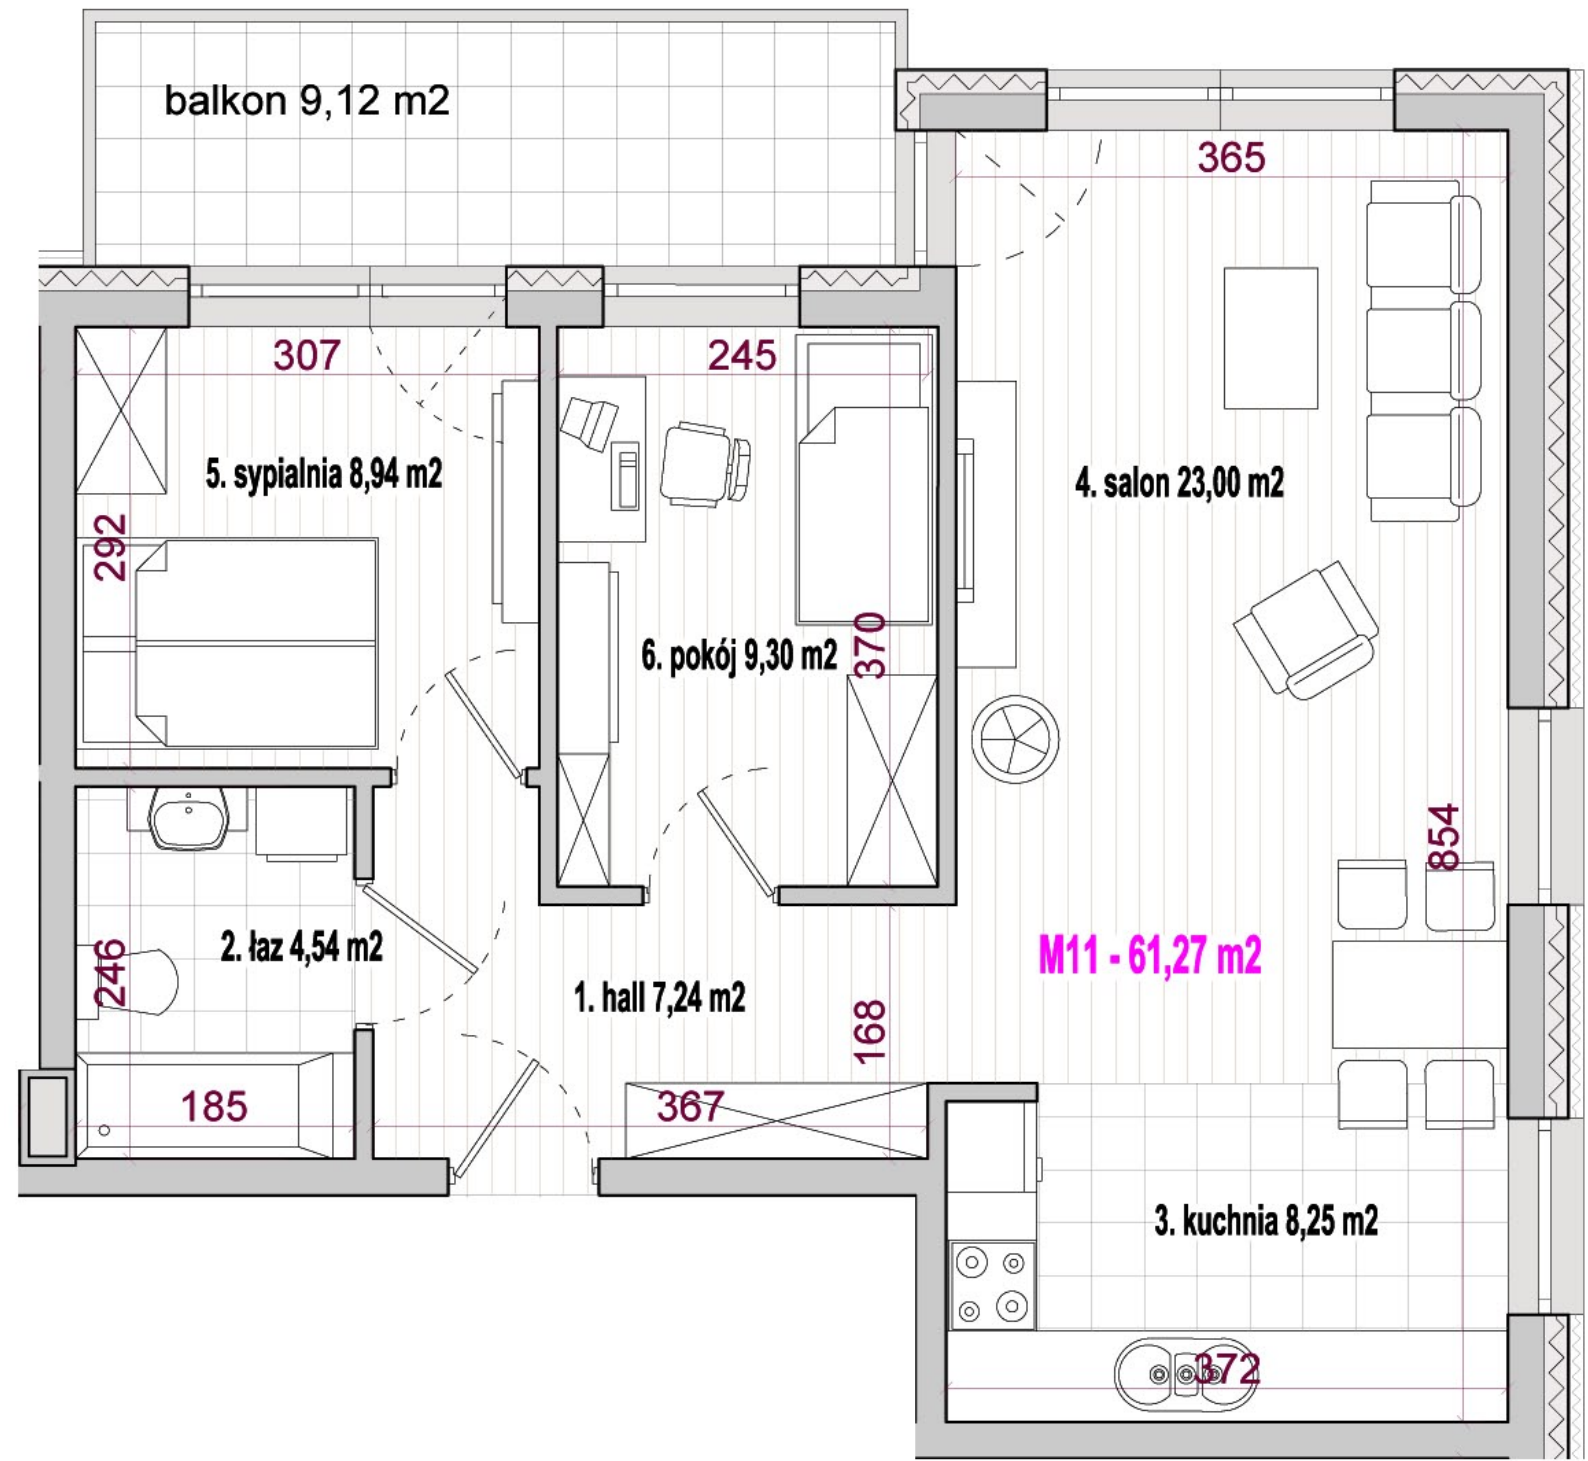 balkon 9,12 m2
365
307
245
5. sypialnia 8,94 m2
4. salon 23,00 m2
292
6. pokój 9,30 m2
370
854
2. łaz 4,54 m2
246
M11 - 61,27 m2
1. hall 7,24 m2
168
185
367
3. kuchnia 8,25 m2
372